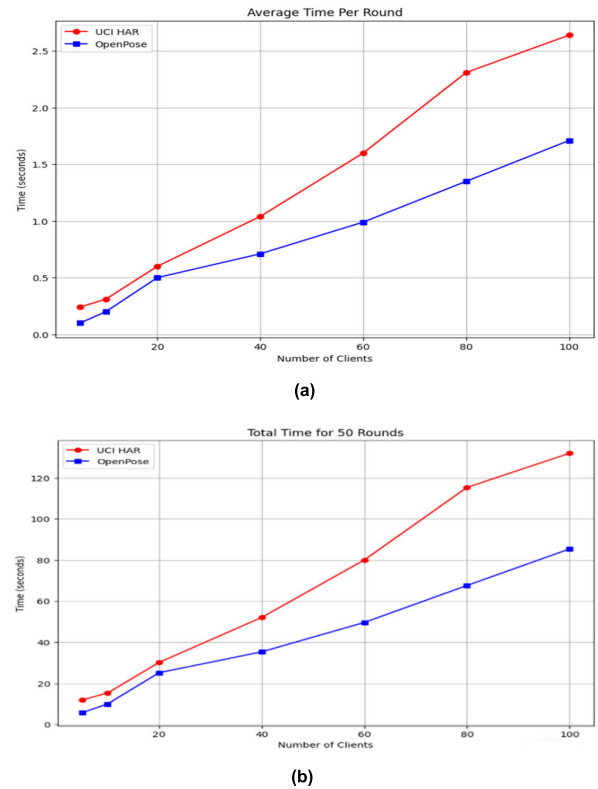 Average Time Per Round
UCI HAR
OpenPose
2.5
2.0
1.5
1.0
0.5
0.0
Time (seconds)
20 40 60 80 100
Number of Clients
(a)
Total Time for 50 Rounds
UCI HAR
OpenPose
120
100
80
60
40
20
0
Time (seconds)
20 40 60 80 100
Number of Clients
(b)